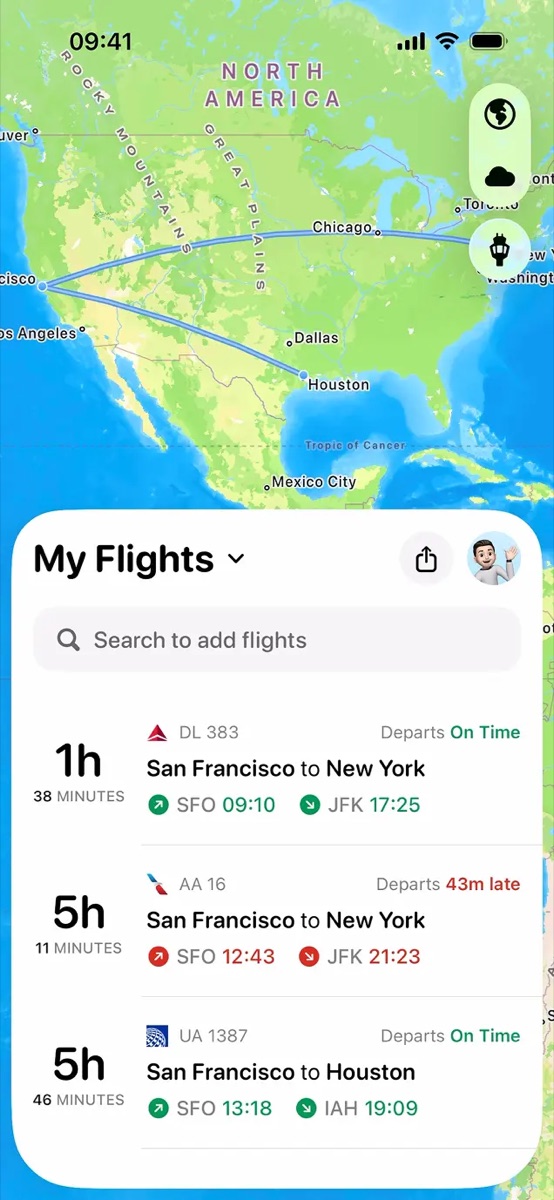 09:41
NORTH
AMERICA
ROCKY MOUNTAINS
GREAT PLAINS
uver
ont
Toronto
Chicago
ew Y
Washingt
cisco
os Angeles
Dallas
Houston
Tropic of Cancer
Mexico City
My Flights
Search to add flights
ot
DL 383 Departs On Time
1h
38 MINUTES
San Francisco to New York
SFO 09:10 JFK 17:25
AA 16 Departs 43m late
5h
11 MINUTES
San Francisco to New York
SFO 12:43 JFK 21:23
UA 1387 Departs On Time
5h
46 MINUTES
San Francisco to Houston
SFO 13:18 IAH 19:09